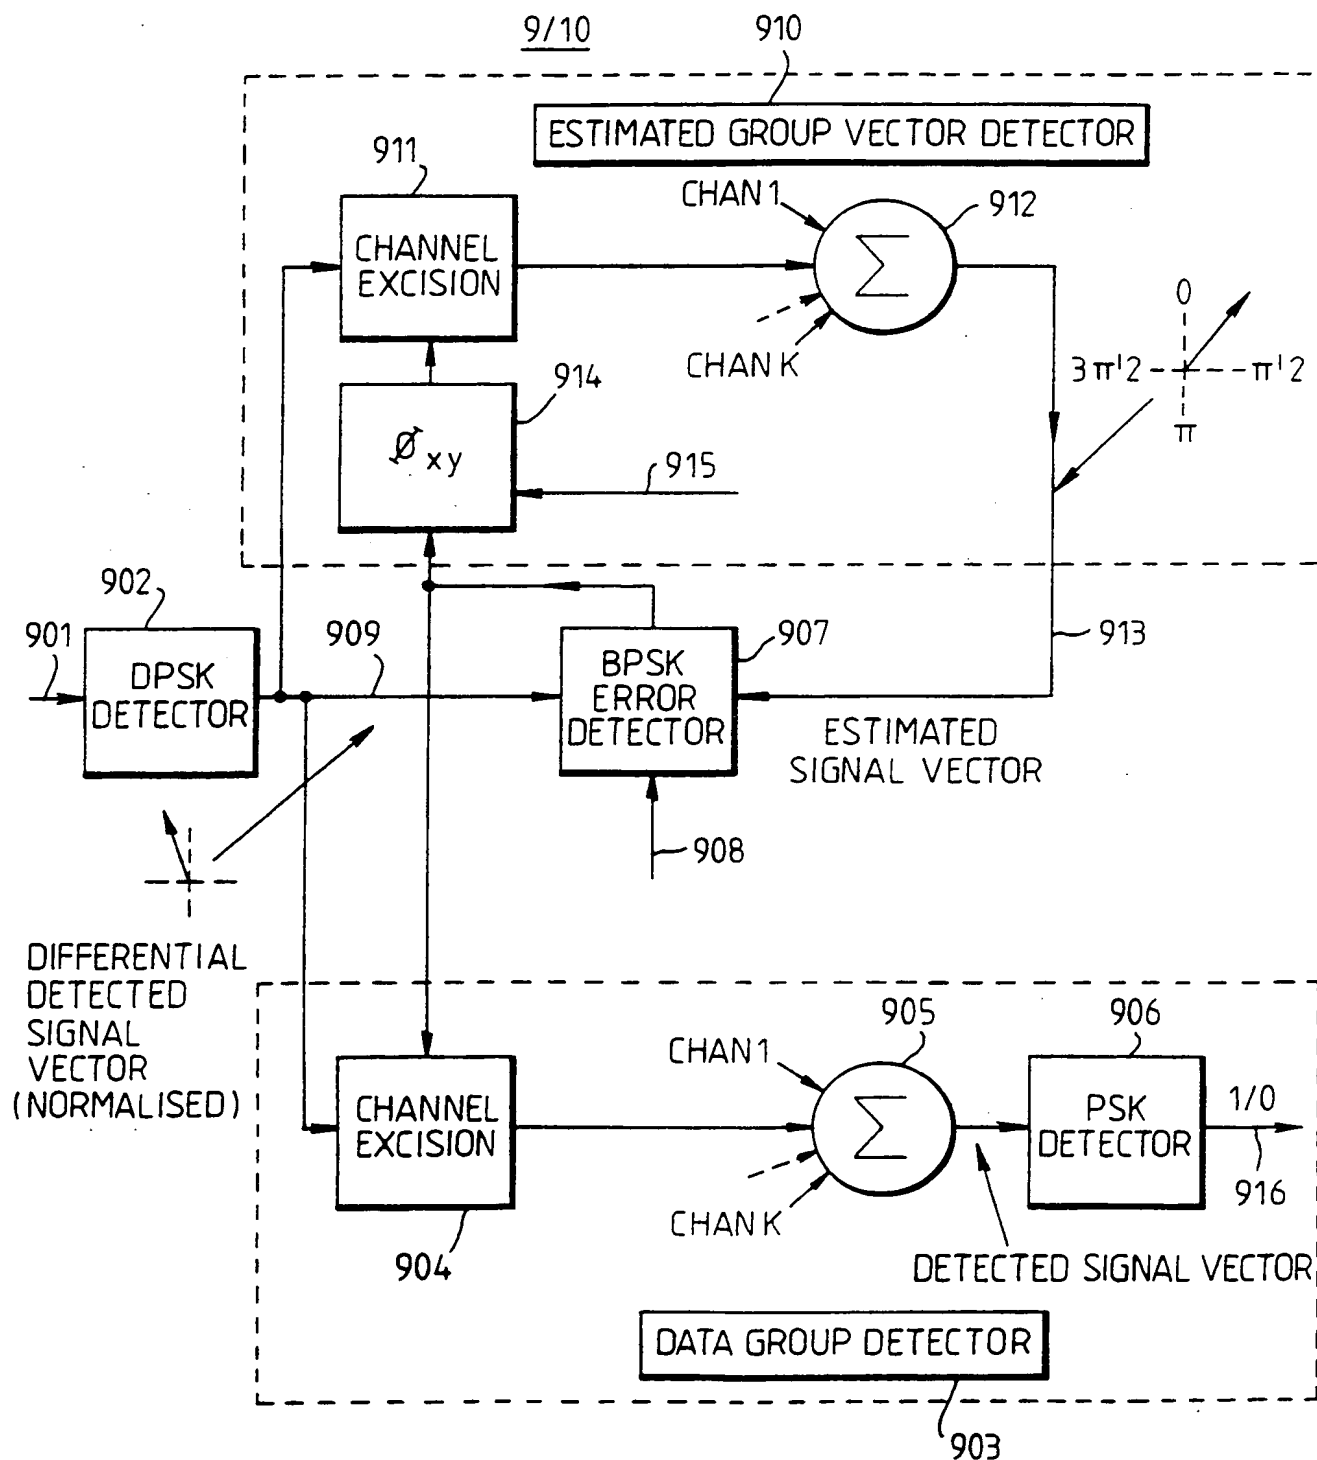 9/10
910
ESTIMATED GROUP VECTOR DETECTOR
911
CHAN 1
912
CHANNEL
EXCISION
Σ
0
3π'2
π'2
π
CHAN K
914
Φxy
915
902
901
DPSK
DETECTOR
909
BPSK
ERROR
DETECTOR
907
913
ESTIMATED
SIGNAL VECTOR
908
DIFFERENTIAL
DETECTED
SIGNAL
VECTOR
(NORMALISED)
905
906
CHAN 1
CHANNEL
EXCISION
Σ
PSK
DETECTOR
1/0
916
CHAN K
904
DETECTED SIGNAL VECTOR
DATA GROUP DETECTOR
903